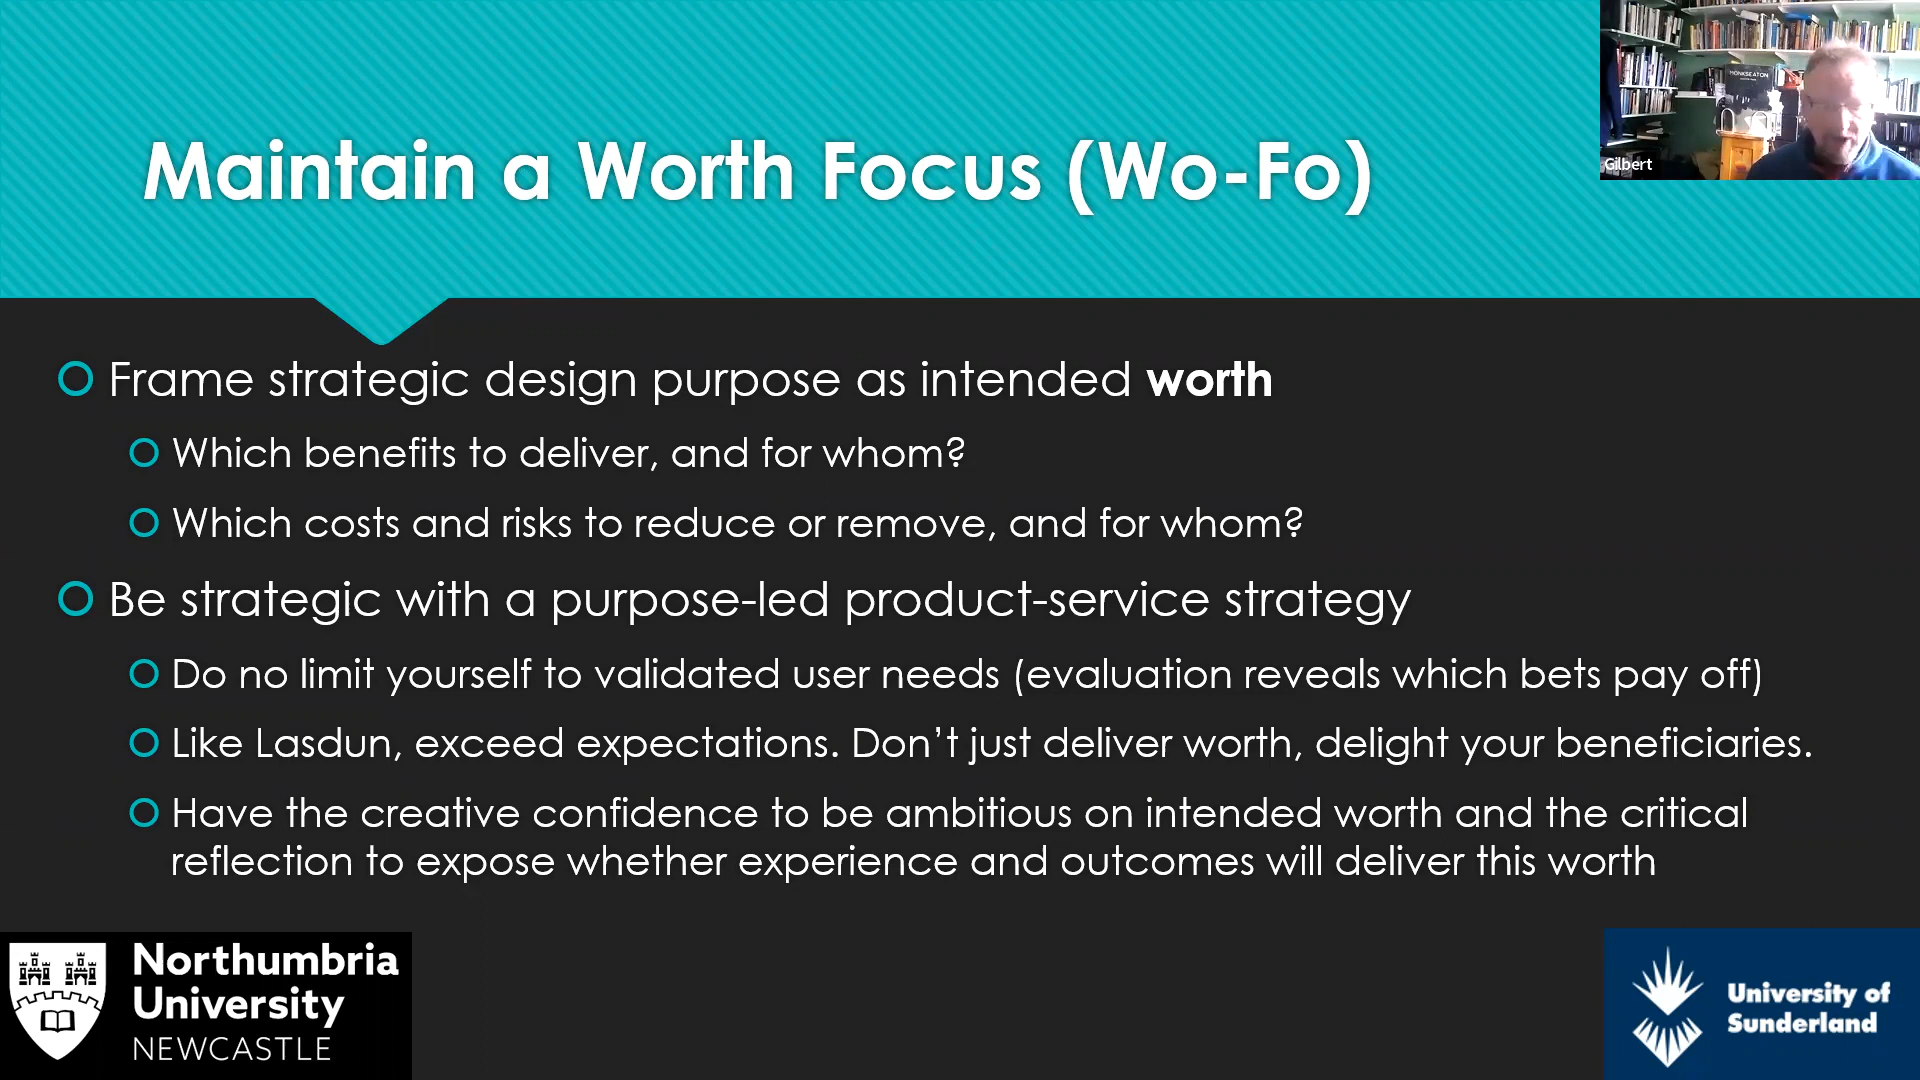 MONKSEATON
Gilbert
Maintain a Worth Focus (Wo-Fo)
Frame strategic design purpose as intended worth
Which benefits to deliver, and for whom?
Which costs and risks to reduce or remove, and for whom?
Be strategic with a purpose-led product-service strategy
Do no limit yourself to validated user needs (evaluation reveals which bets pay off)
Like Lasdun, exceed expectations. Don’t just deliver worth, delight your beneficiaries.
Have the creative confidence to be ambitious on intended worth and the critical
reflection to expose whether experience and outcomes will deliver this worth
Northumbria
University
NEWCASTLE
University of
Sunderland